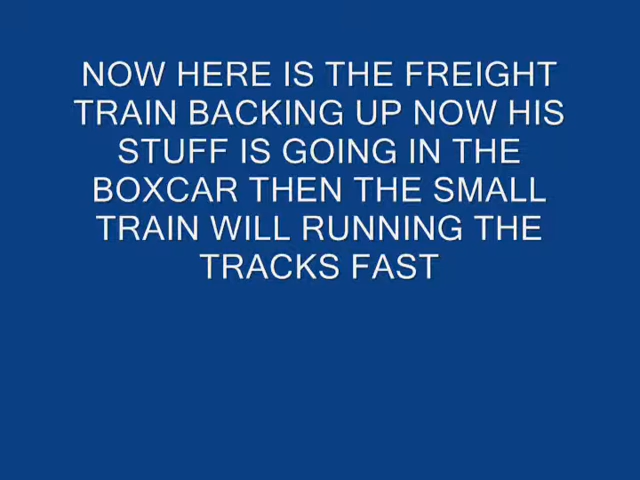 NOW HERE IS THE FREIGHT
TRAIN BACKING UP NOW HIS
STUFF IS GOING IN THE
BOXCAR THEN THE SMALL
TRAIN WILL RUNNING THE
TRACKS FAST